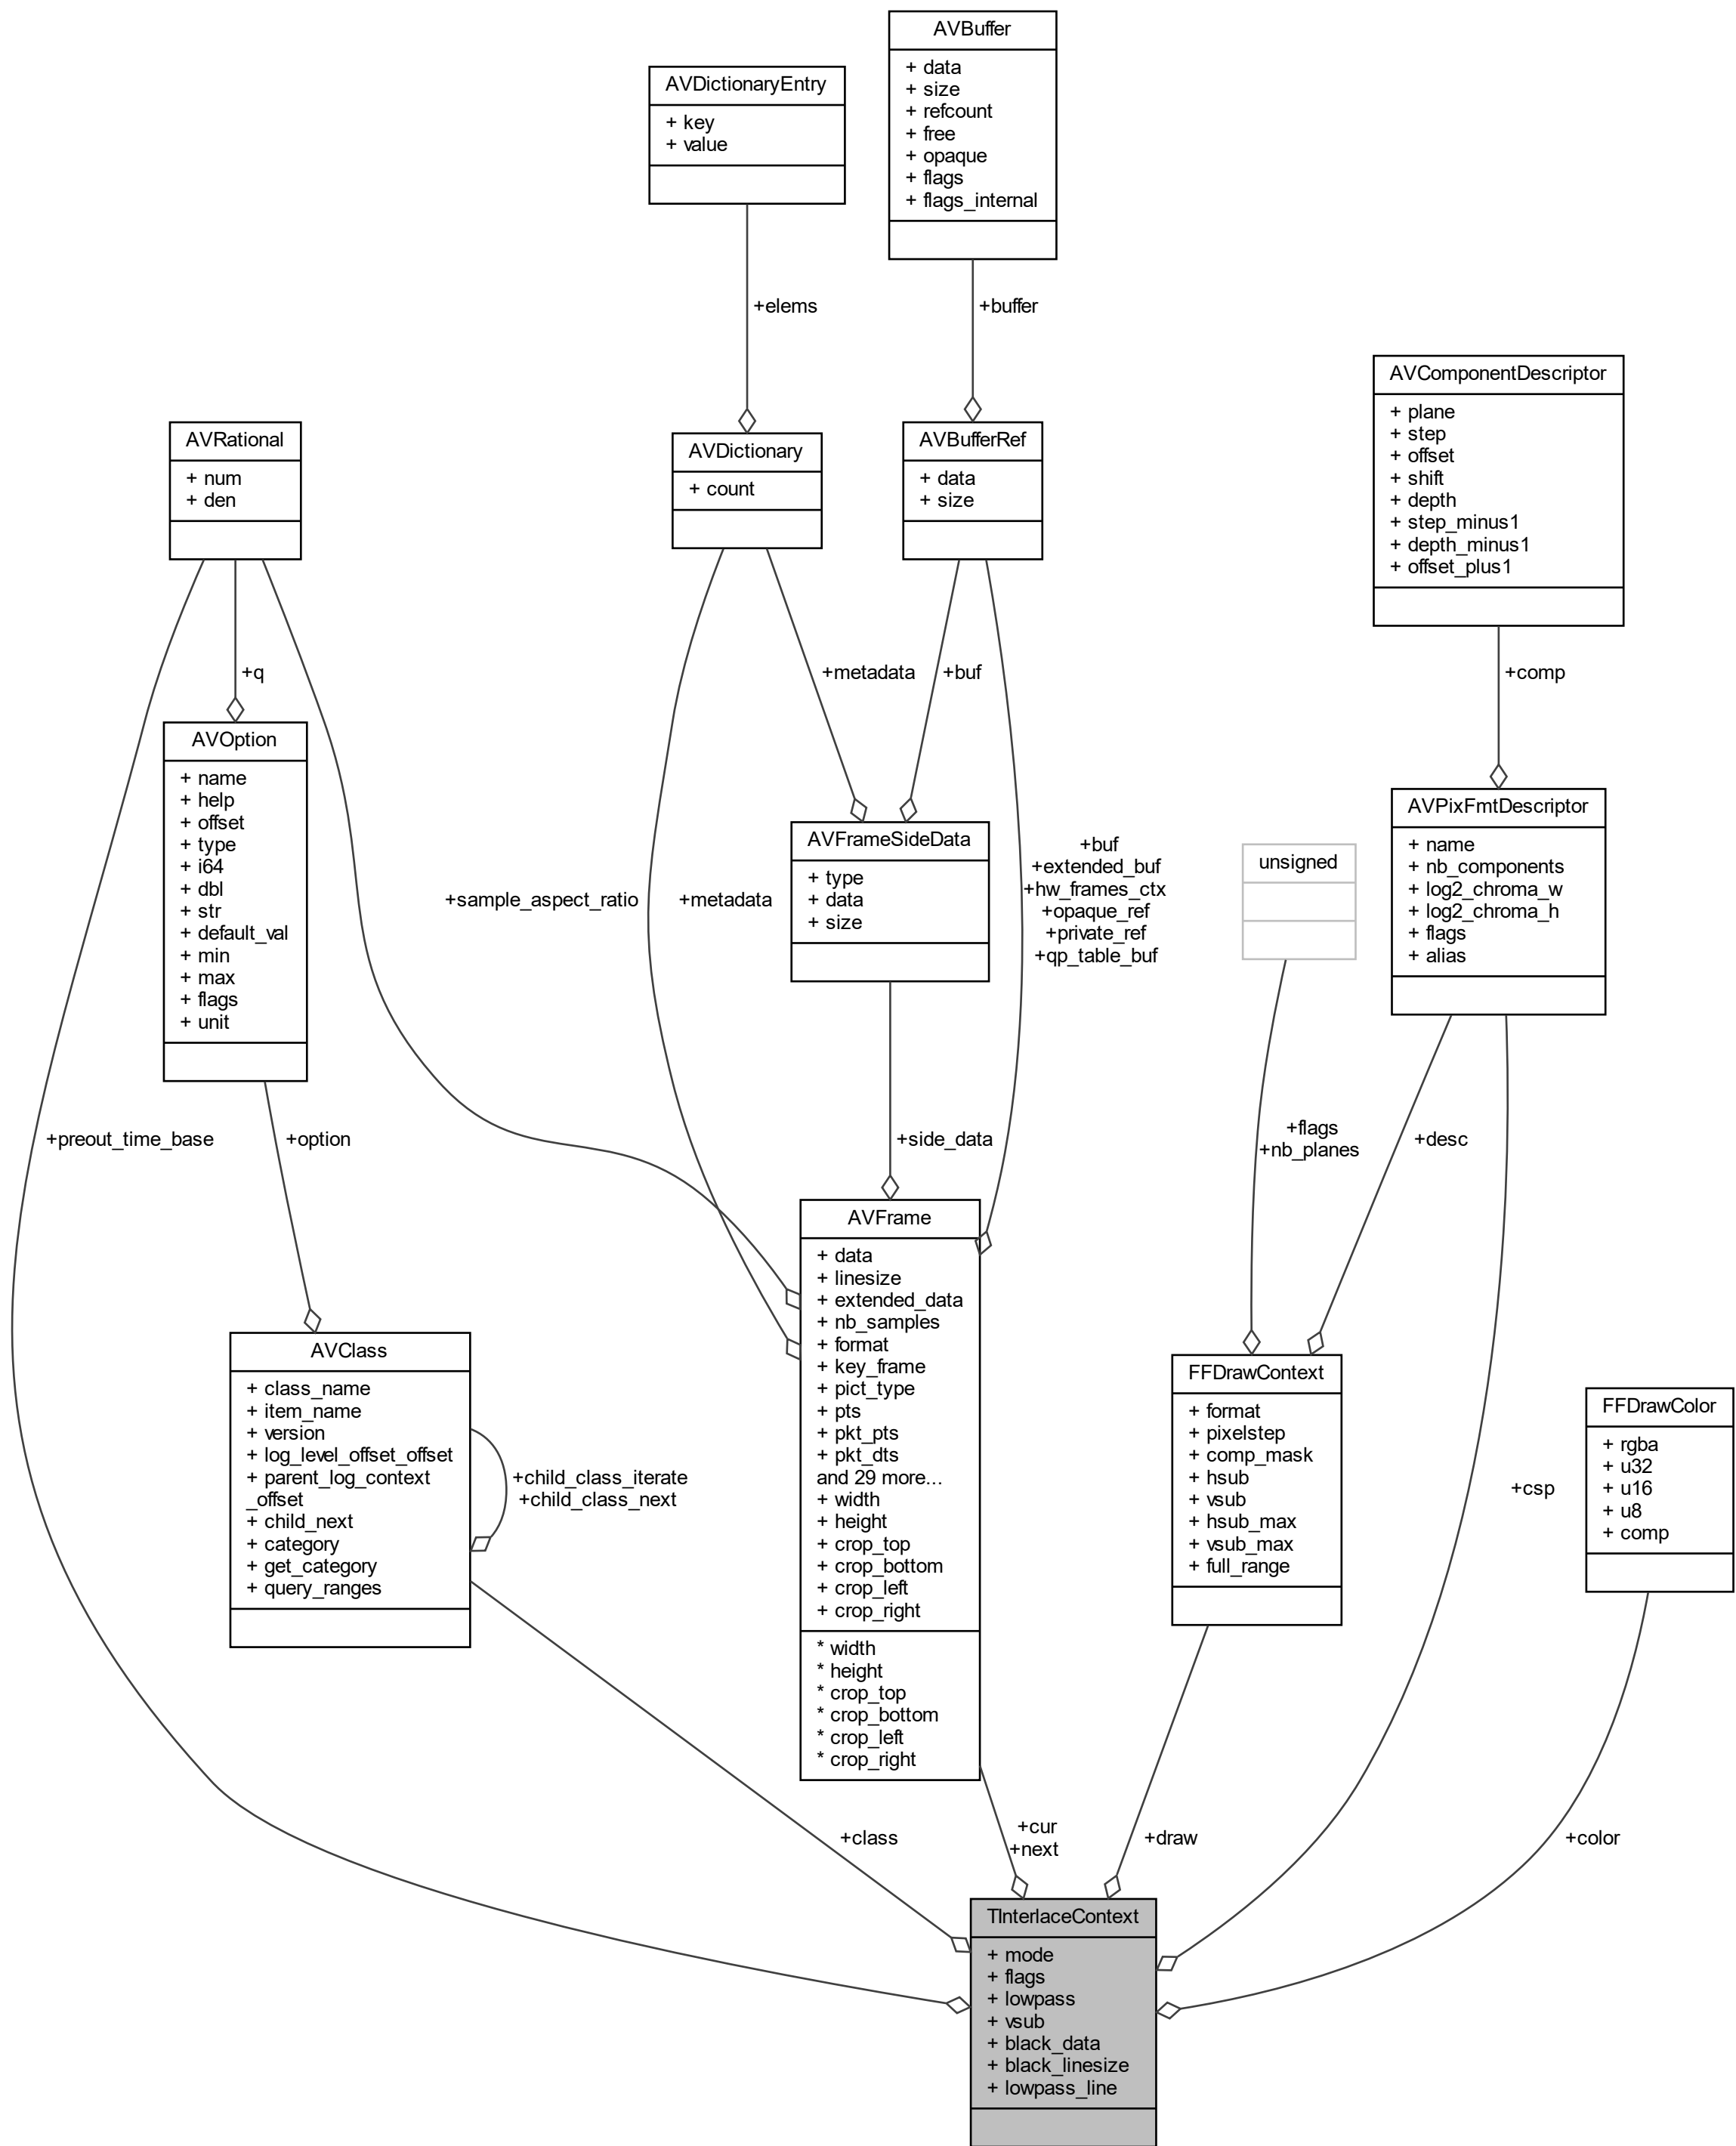 AVBuffer
+ data
+ size
+ refcount
+ free
+ opaque
+ flags
+ flags_internal
AVDictionaryEntry
+ key
+ value
+elems
+buffer
AVComponentDescriptor
+ plane
+ step
+ offset
+ shift
+ depth
+ step_minus1
+ depth_minus1
+ offset_plus1
AVRational
+ num
+ den
AVDictionary
+ count
AVBufferRef
+ data
+ size
+q
+metadata
+buf
+comp
AVOption
+ name
+ help
+ offset
+ type
+ i64
+ dbl
+ str
+ default_val
+ min
+ max
+ flags
+ unit
+sample_aspect_ratio
+metadata
AVFrameSideData
+ type
+ data
+ size
+buf
+extended_buf
+hw_frames_ctx
+opaque_ref
+private_ref
+qp_table_buf
unsigned
AVPixFmtDescriptor
+ name
+ nb_components
+ log2_chroma_w
+ log2_chroma_h
+ flags
+ alias
+preout_time_base
+option
+side_data
+flags
+nb_planes
+desc
AVClass
+ class_name
+ item_name
+ version
+ log_level_offset_offset
+ parent_log_context
_offset
+ child_next
+ category
+ get_category
+ query_ranges
+child_class_iterate
+child_class_next
AVFrame
+ data
+ linesize
+ extended_data
+ nb_samples
+ format
+ key_frame
+ pict_type
+ pts
+ pkt_pts
+ pkt_dts
and 29 more...
+ width
+ height
+ crop_top
+ crop_bottom
+ crop_left
+ crop_right
* width
* height
* crop_top
* crop_bottom
* crop_left
* crop_right
FFDrawContext
+ format
+ pixelstep
+ comp_mask
+ hsub
+ vsub
+ hsub_max
+ vsub_max
+ full_range
+csp
FFDrawColor
+ rgba
+ u32
+ u16
+ u8
+ comp
+class
+cur
+next
+draw
+color
TInterlaceContext
+ mode
+ flags
+ lowpass
+ vsub
+ black_data
+ black_linesize
+ lowpass_line